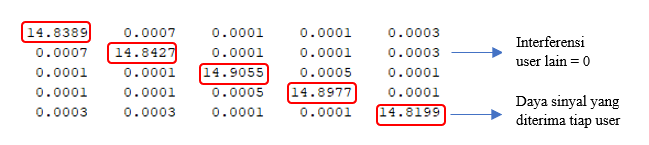 14.8389 0.0007 0.0001 0.0001 0.0003
0.0007 14.8427 0.0001 0.0001 0.0003
0.0001 0.0001 14.9055 0.0005 0.0001
0.0001 0.0001 0.0005 14.8977 0.0001
0.0003 0.0003 0.0001 0.0001 14.8199
Interferensi
user lain = 0
Daya sinyal yang
diterima tiap user